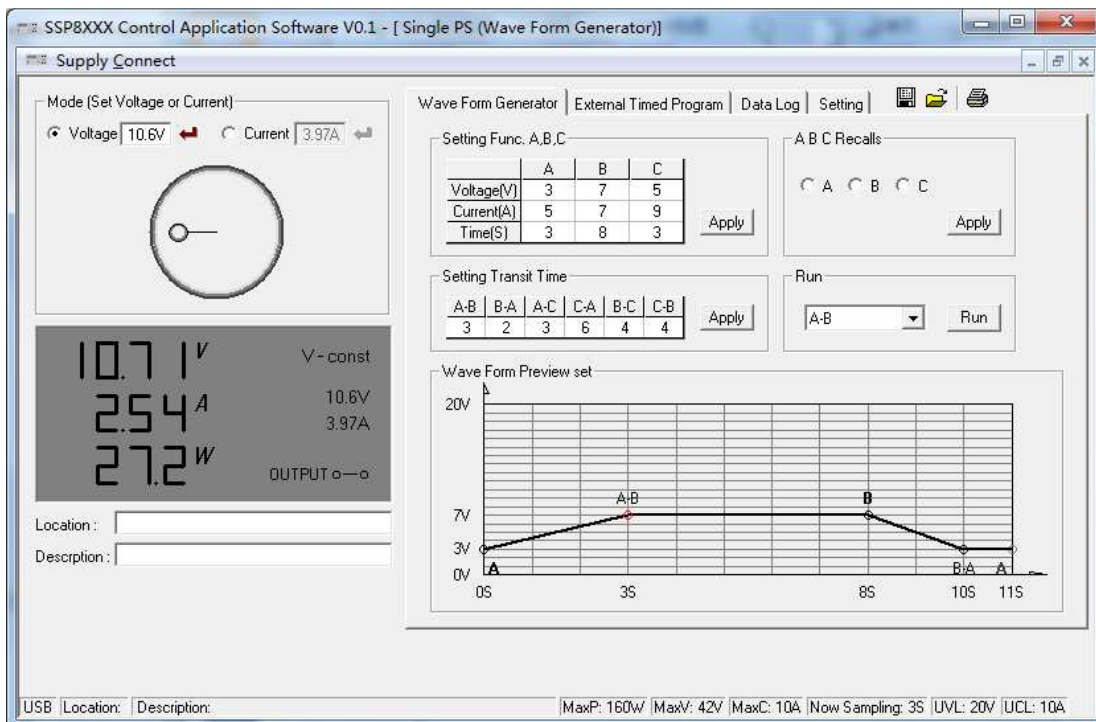 SSP8XXX Control Application Software V0.1 - [ Single PS (Wave Form Generator)]
Supply Connect
Mode (Set Voltage or Current)
Voltage 10.6V Current 3.97A
10.71 V V-const
2.54 A 10.6V
3.97A
27.2 W OUTPUT
Location :
Descrption :
Wave Form Generator External Timed Program Data Log Setting
Setting Func. A,B,C
A B C
Voltage(V) 3 7 5
Current(A) 5 7 9
Time(S) 3 8 3
Apply
A B C Recalls
A B C
Apply
Setting Transit Time
A-B B-A A-C C-A B-C C-B
3 2 3 6 4 4
Apply
Run
A-B Run
Wave Form Preview set
20V
A-B B
7V
3V
A B-A A
0V
0S 3S 8S 10S 11S
USB Location: Description: MaxP: 160W MaxV: 42V MaxC: 10A Now Sampling: 3S UVL: 20V UCL: 10A